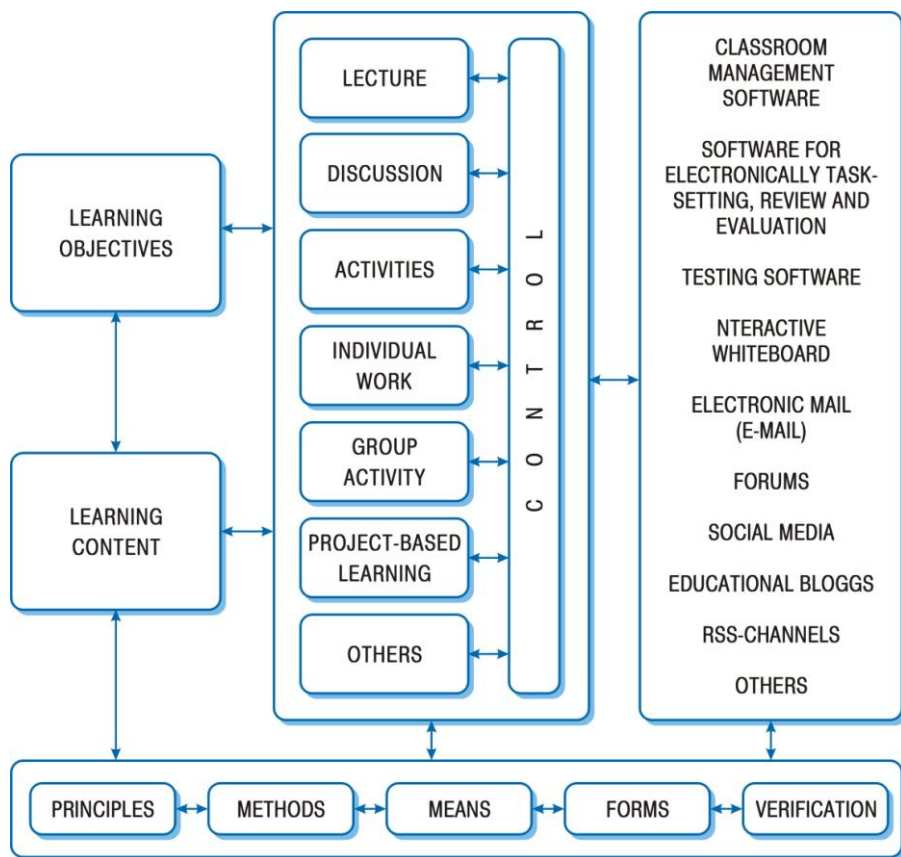 LEARNING
OBJECTIVES
LEARNING
CONTENT
LECTURE
DISCUSSION
ACTIVITIES
INDIVIDUAL
WORK
GROUP
ACTIVITY
PROJECT-BASED
LEARNING
OTHERS
CONTROL
CLASSROOM
MANAGEMENT
SOFTWARE
SOFTWARE FOR
ELECTRONICALLY TASK-
SETTING, REVIEW AND
EVALUATION
TESTING SOFTWARE
NTERACTIVE
WHITEBOARD
ELECTRONIC MAIL
(E-MAIL)
FORUMS
SOCIAL MEDIA
EDUCATIONAL BLOGGS
RSS-CHANNELS
OTHERS
PRINCIPLES
METHODS
MEANS
FORMS
VERIFICATION